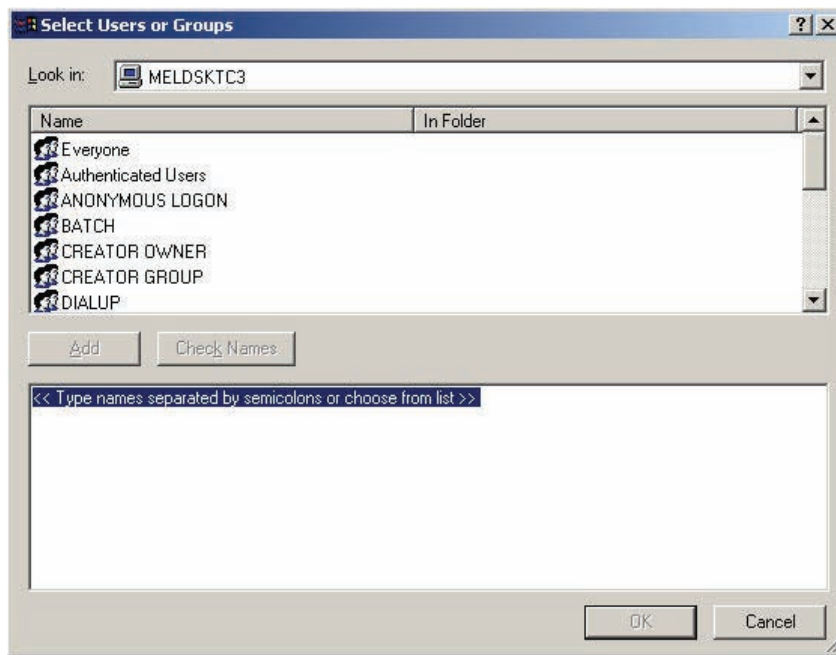 Select Users or Groups
Look in: MELDSKTC3
Name In Folder
Everyone
Authenticated Users
ANONYMOUS LOGON
BATCH
CREATOR OWNER
CREATOR GROUP
DIALUP
Add Check Names
<< Type names separated by semicolons or choose from list >>
OK Cancel